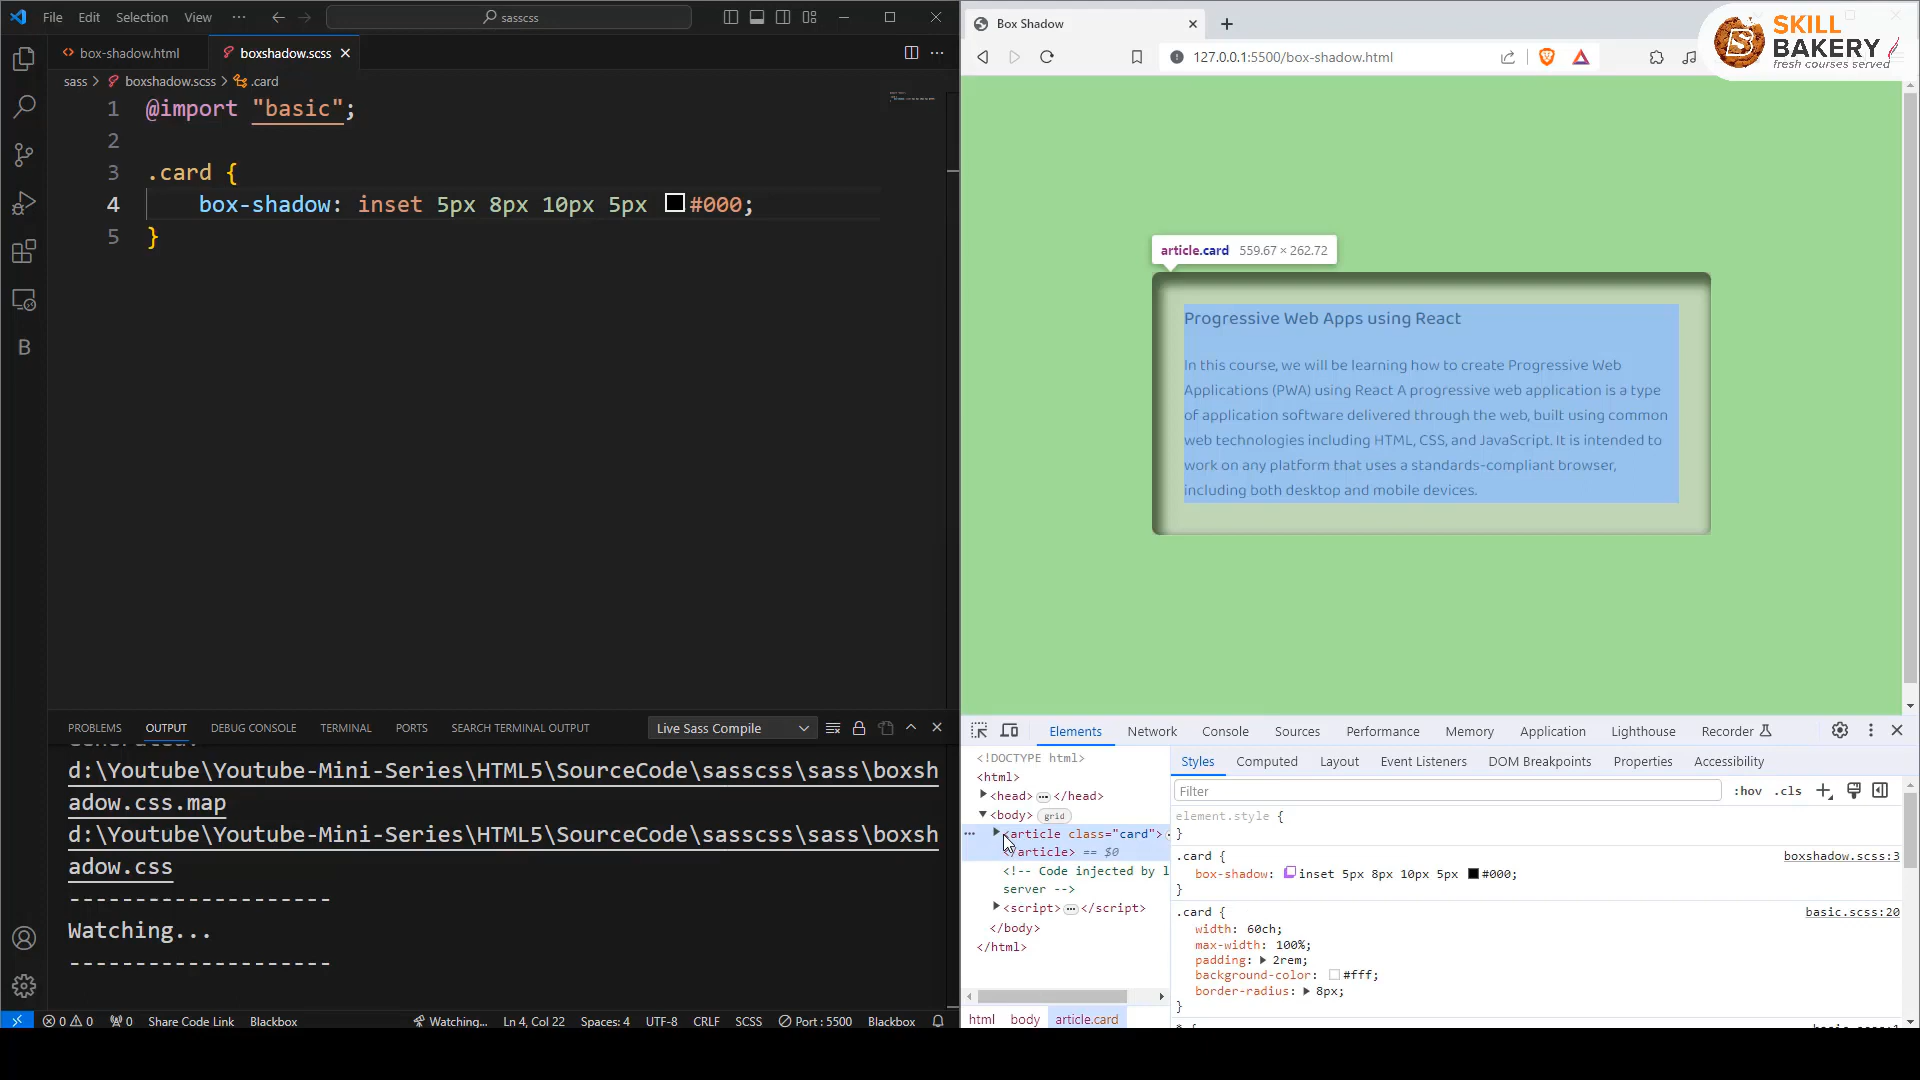 File Edit Selection View ··· sasscss
box-shadow.html boxshadow.scss
sass > boxshadow.scss > .card
1 @import "basic";
2
3 .card {
4 box-shadow: inset 5px 8px 10px 5px #000;
5 }
PROBLEMS OUTPUT DEBUG CONSOLE TERMINAL PORTS SEARCH TERMINAL OUTPUT Live Sass Compile
d:\Youtube\Youtube-Mini-Series\HTML5\SourceCode\sasscss\sass\boxsh
adow.css.map
d:\Youtube\Youtube-Mini-Series\HTML5\SourceCode\sasscss\sass\boxsh
adow.css
--------------------
Watching...
--------------------
0 0 0 Share Code Link Blackbox Watching... Ln 4, Col 22 Spaces: 4 UTF-8 CRLF SCSS Port : 5500 Blackbox
B
Box Shadow
127.0.0.1:5500/box-shadow.html
SKILL
BAKERY
fresh courses served
article.card 559.67 × 262.72
Progressive Web Apps using React
In this course, we will be learning how to create Progressive Web
Applications (PWA) using React A progressive web application is a type
of application software delivered through the web, built using common
web technologies including HTML, CSS, and JavaScript. It is intended to
work on any platform that uses a standards-compliant browser,
including both desktop and mobile devices.
Elements Network Console Sources Performance Memory Application Lighthouse Recorder
<!DOCTYPE html>
<html>
<head> ··· </head>
<body> grid
<article class="card">
</article> == $0
<!-- Code injected by l
server -->
<script> ··· </script>
</body>
</html>
html body article.card
Styles Computed Layout Event Listeners DOM Breakpoints Properties Accessibility
Filter :hov .cls
element.style {
}
.card { boxshadow.scss:3
box-shadow: inset 5px 8px 10px 5px #000;
}
.card { basic.scss:20
width: 60ch;
max-width: 100%;
padding: 2rem;
background-color: #fff;
border-radius: 8px;
}